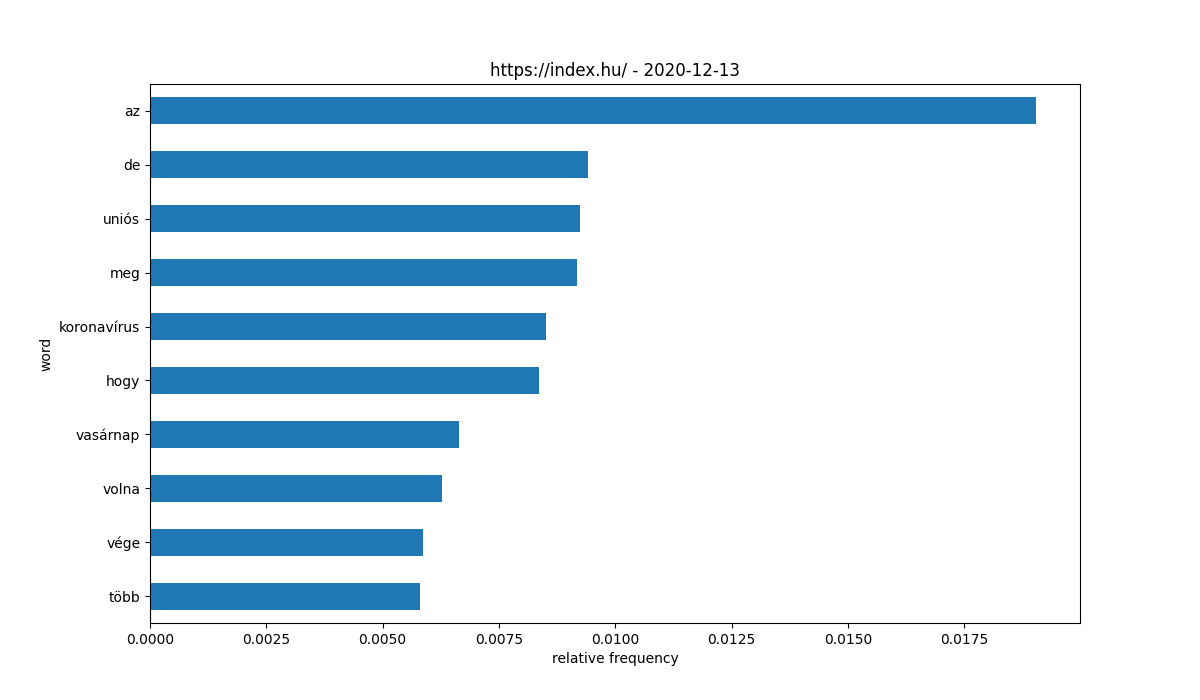 https://index.hu/ - 2020-12-13
az
de
uniós
meg
koronavírus
hogy
vasárnap
volna
vége
több
word
0.0000 0.0025 0.0050 0.0075 0.0100 0.0125 0.0150 0.0175
relative frequency